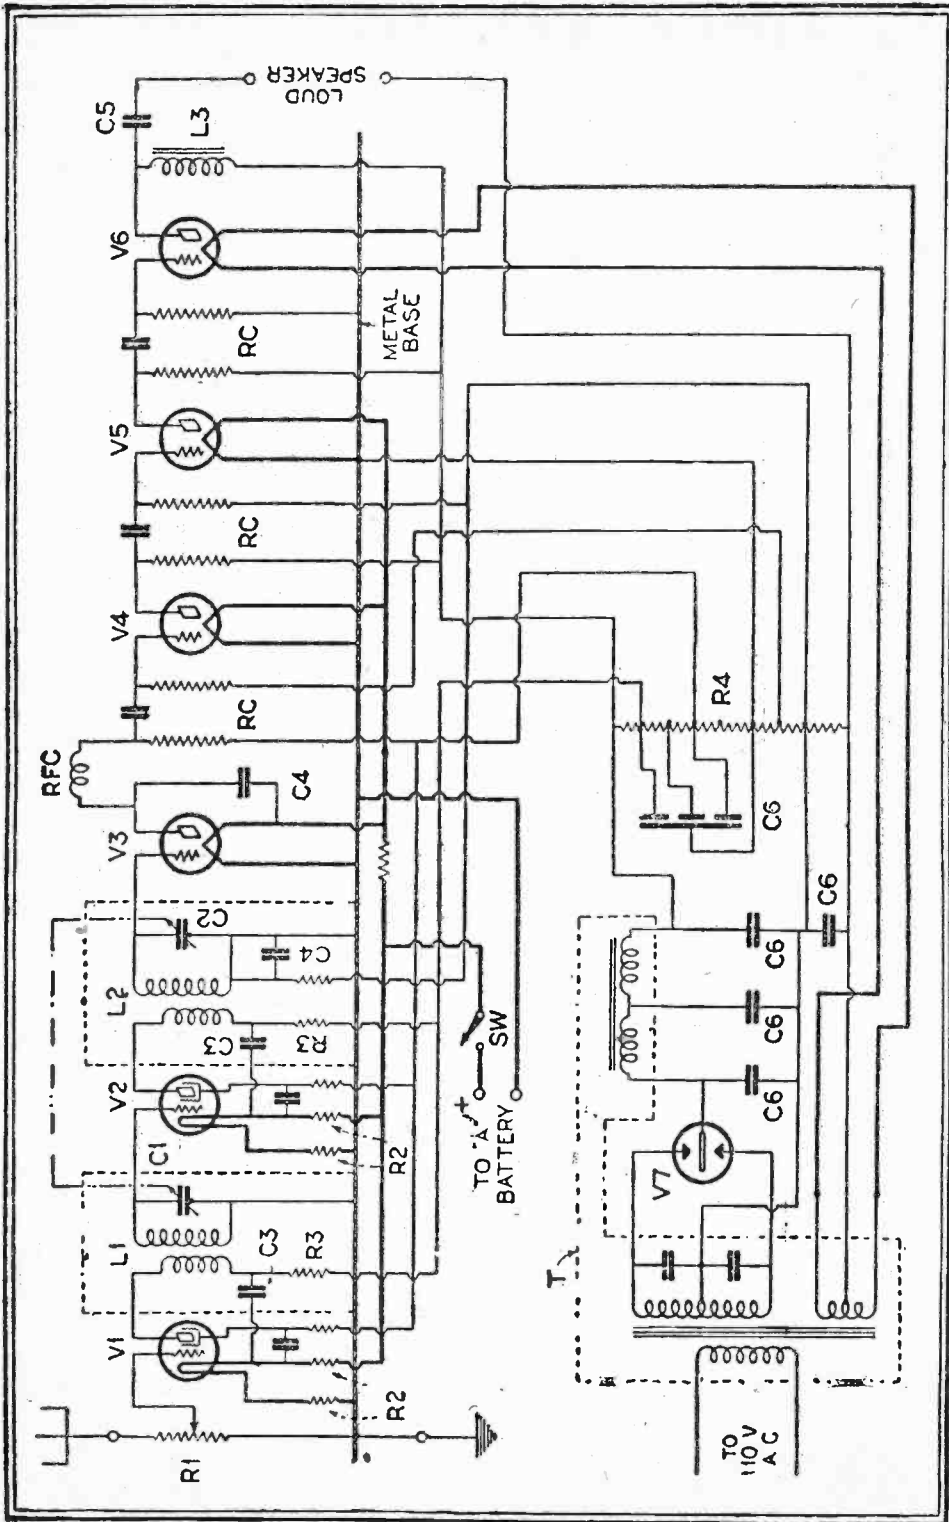 V1
L1
C1
V2
L2
C2
V3
RFC
V4
V5
V6
C5
L3
LOUD
SPEAKER
R1
R2
C3
R3
C3
R3
C4
C4
RC
RC
RC
R2
METAL
BASE
TO "A" +
BATTERY
SW
T
V7
C6
C6
C6
C6
C6
R4
TO
110 V
A C